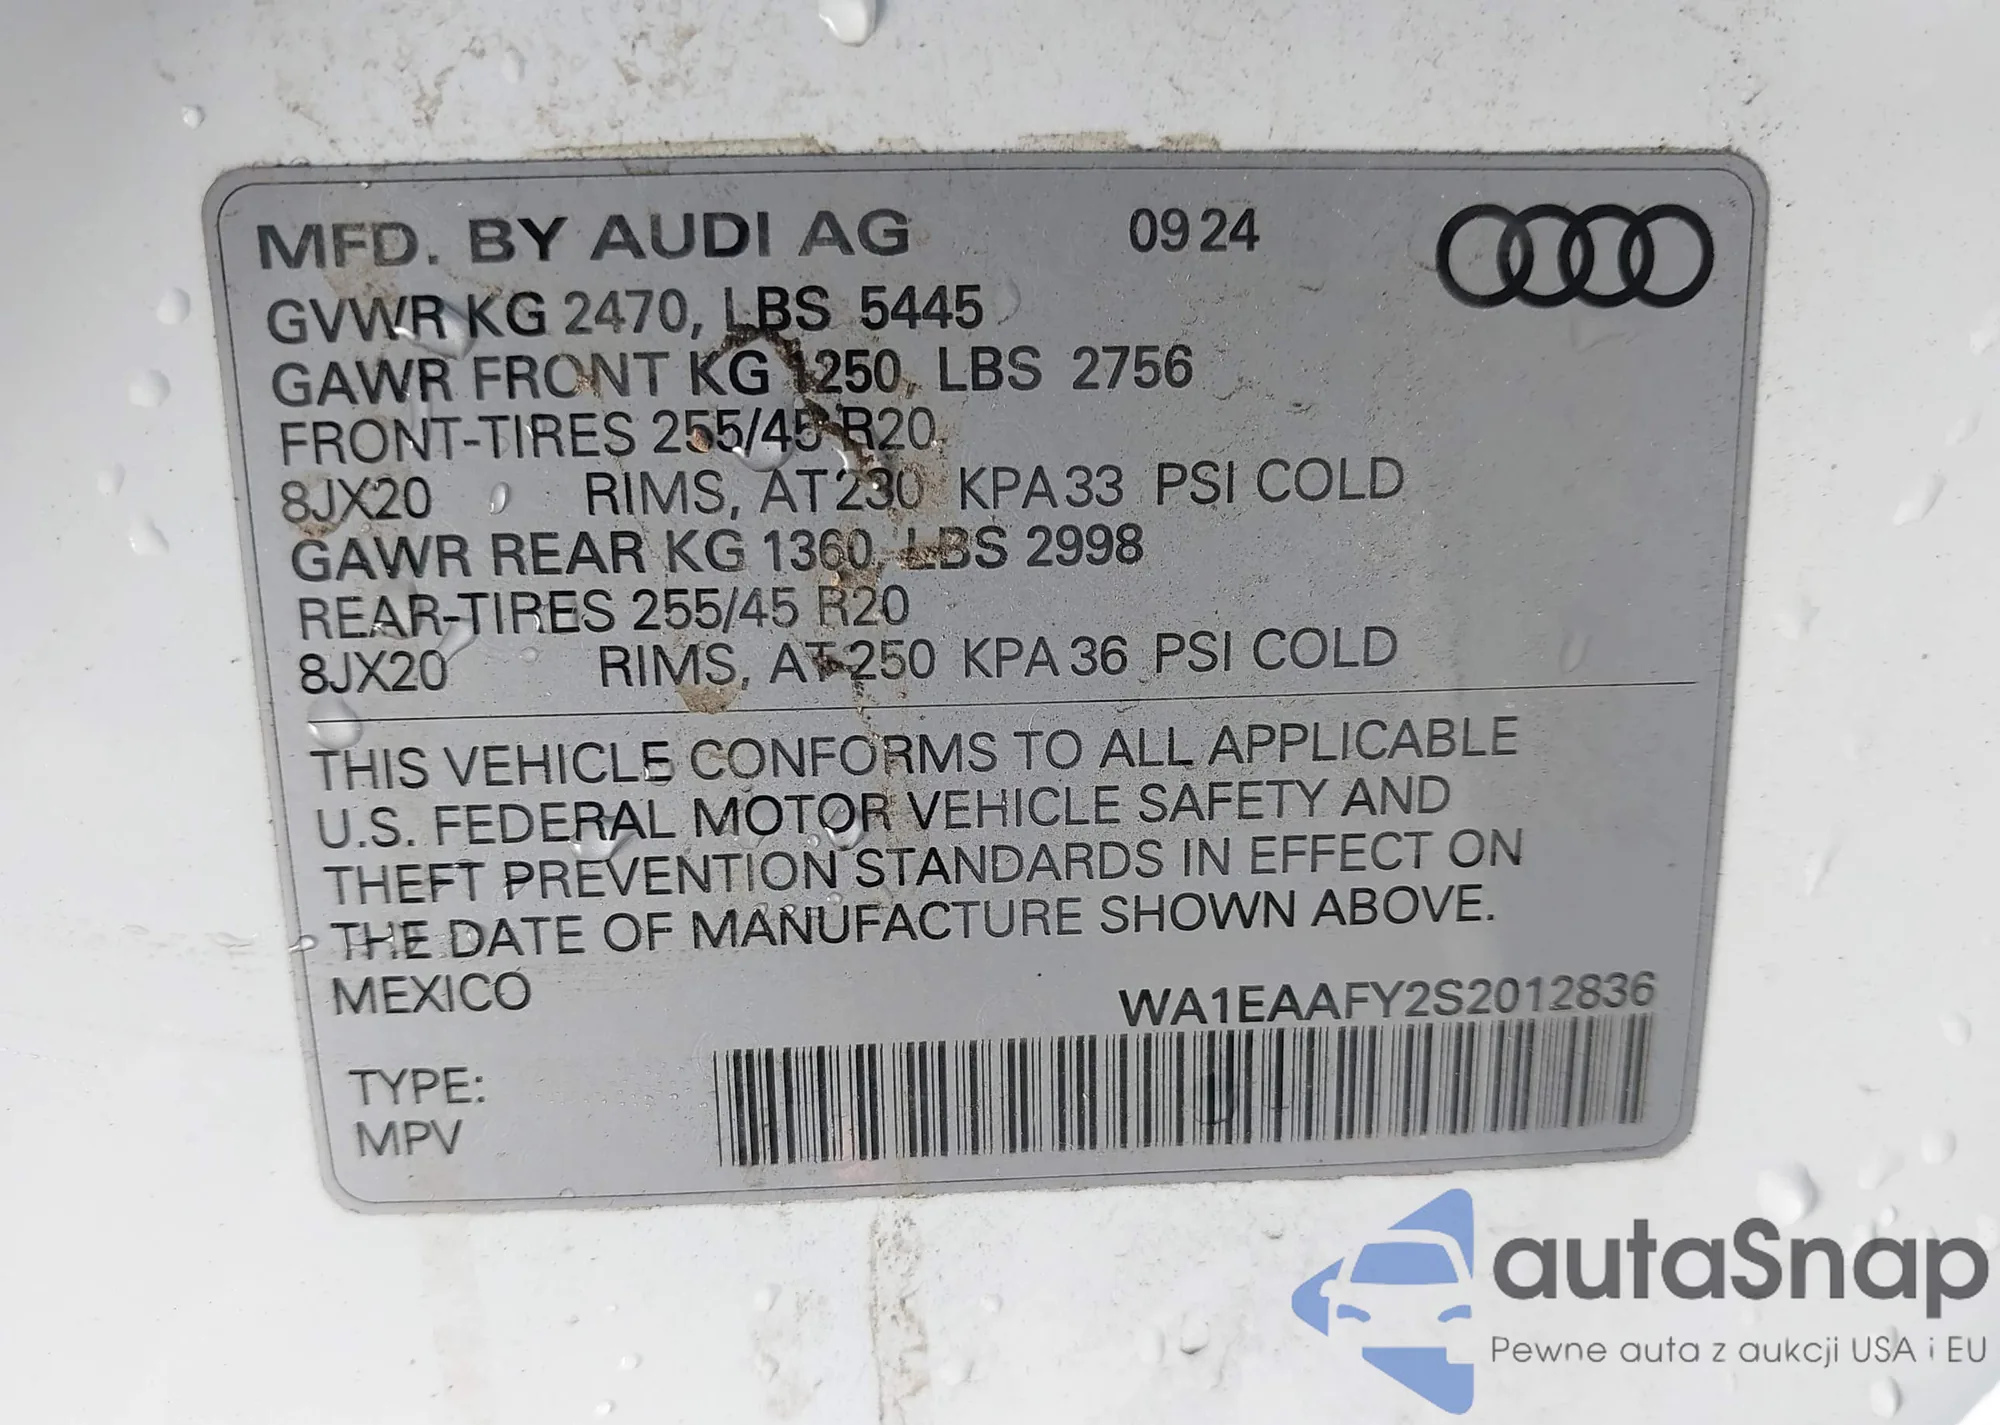 MFD. BY AUDI AG 09 24
GVWR KG 2470, LBS 5445
GAWR FRONT KG 1250, LBS 2756
FRONT-TIRES 255/45 R20
8JX20 RIMS, AT 230 KPA 33 PSI COLD
GAWR REAR KG 1360, LBS 2998
REAR-TIRES 255/45 R20
8JX20 RIMS, AT 250 KPA 36 PSI COLD
THIS VEHICLE CONFORMS TO ALL APPLICABLE
U.S. FEDERAL MOTOR VEHICLE SAFETY AND
THEFT PREVENTION STANDARDS IN EFFECT ON
THE DATE OF MANUFACTURE SHOWN ABOVE.
MEXICO WA1EAAFY2S2012836
TYPE:
MPV
autaSnap
Pewne auta z aukcji USA i EU